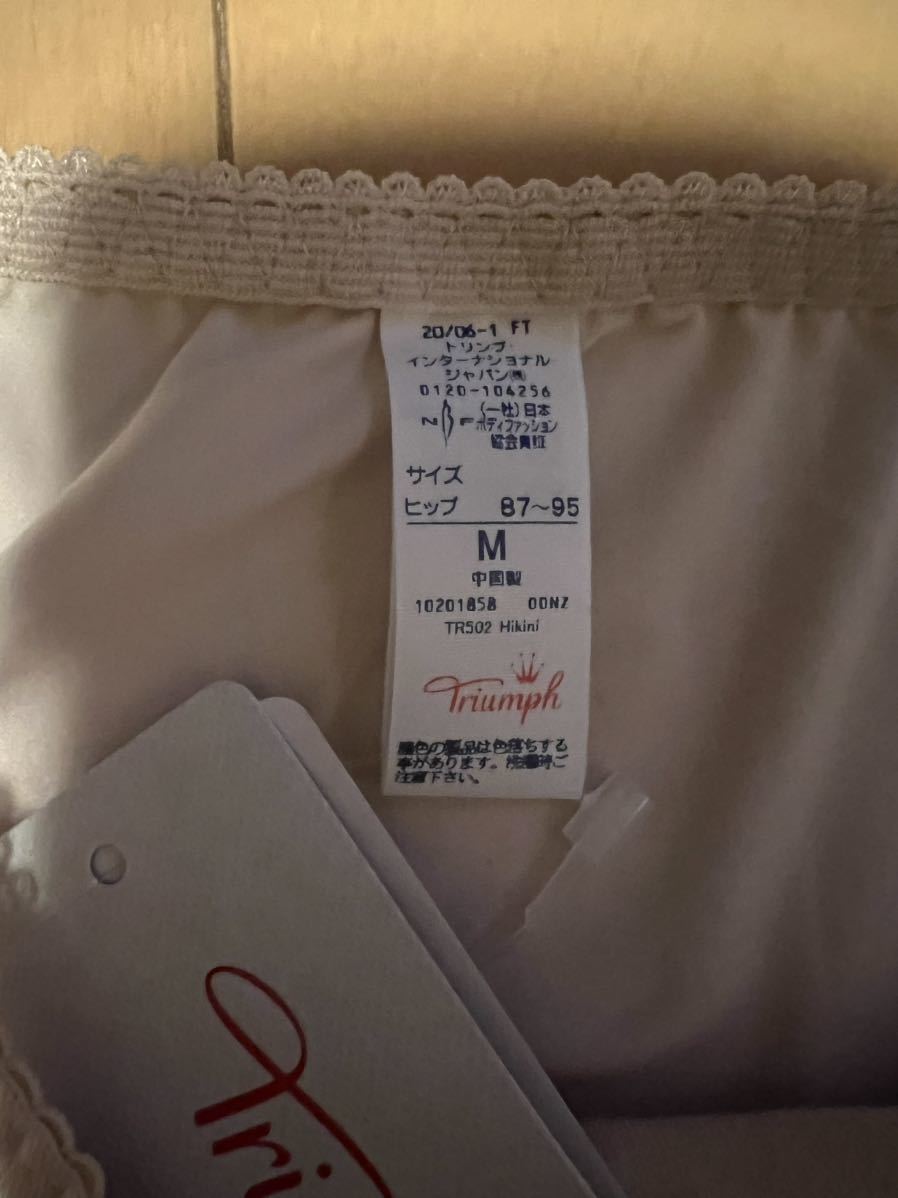 20/06-1 FT
トリンプ・
インターナショナル
ジャパン㈱
0120-104256
NBF (一社)日本
ボディファッション
協会員証
サイズ
ヒップ 87～95
M
中国製
10201858 00NZ
TR502 Hikini
Triumph
濃色の製品は色落ちする
事があります。洗濯時ご
注意下さい。
Tri